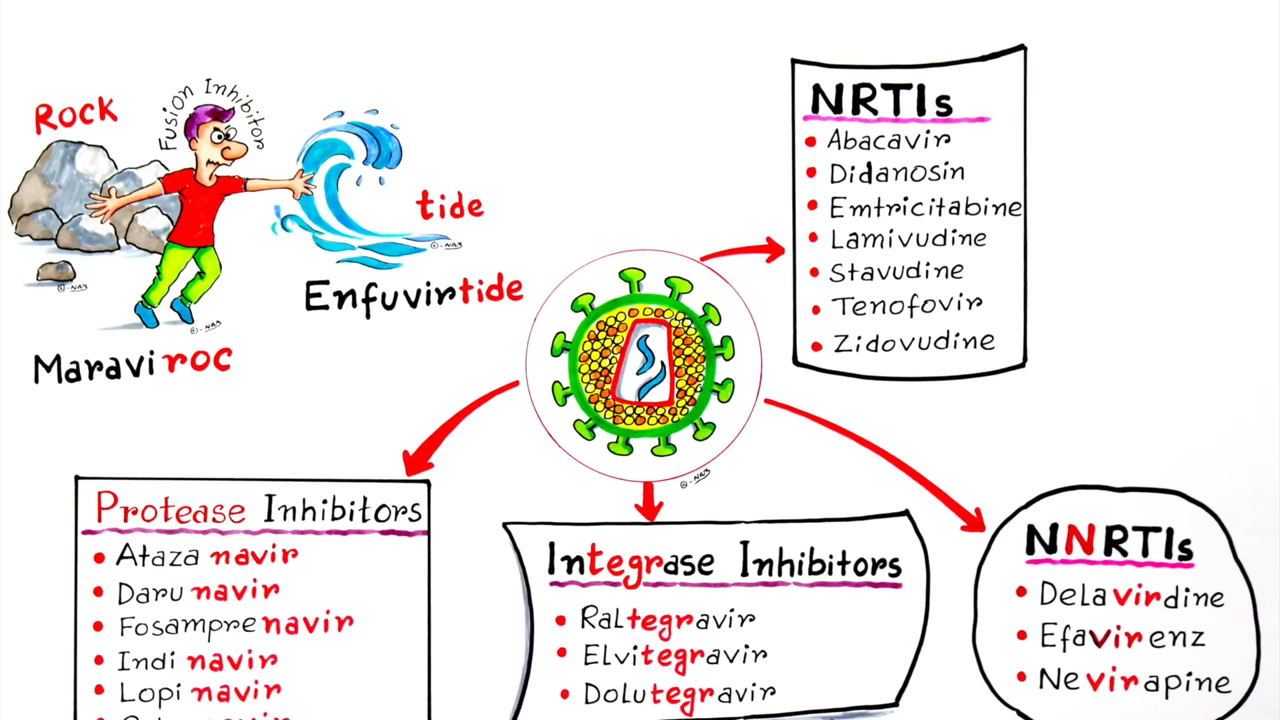 Rock
Fusion Inhibitor
tide
Enfuvirtide
Maraviroc
NRTIs
Abacavir
Didanosin
Emtricitabine
Lamivudine
Stavudine
Tenofovir
Zidovudine
Protease Inhibitors
Atazanavir
Darunavir
Fosamprenavir
Indinavir
Lopinavir
Integrase Inhibitors
Raltegravir
Elvitegravir
Dolutegravir
NNRTIs
Delavirdine
Efavirenz
Nevirapine